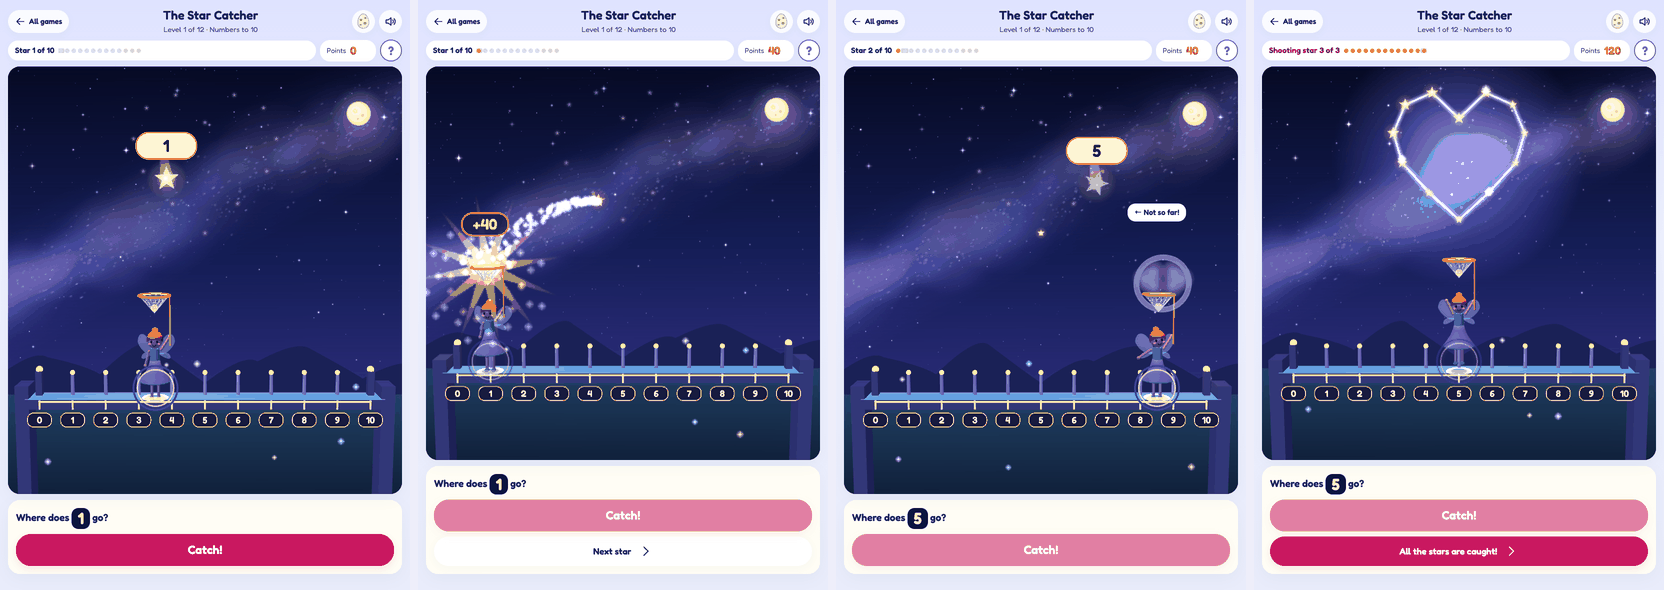 ← All games
The Star Catcher
Level 1 of 12 · Numbers to 10
Star 1 of 10
Points 0
?
1
0 1 2 3 4 5 6 7 8 9 10
Where does 1 go?
Catch!
← All games
The Star Catcher
Level 1 of 12 · Numbers to 10
Star 1 of 10
Points 40
?
+40
0 1 2 3 4 5 6 7 8 9 10
Where does 1 go?
Catch!
Next star >
← All games
The Star Catcher
Level 1 of 12 · Numbers to 10
Star 2 of 10
Points 40
?
5
← Not so far!
0 1 2 3 4 5 6 7 8 9 10
Where does 5 go?
Catch!
← All games
The Star Catcher
Level 1 of 12 · Numbers to 10
Shooting star 3 of 3
Points 120
?
0 1 2 3 4 5 6 7 8 9 10
Where does 5 go?
Catch!
All the stars are caught! >